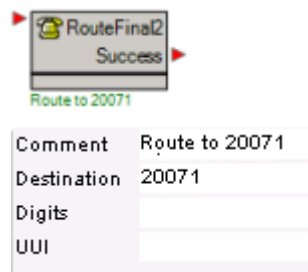 RouteFinal2
Success
Route to 20071
Comment Route to 20071
Destination 20071
Digits
UUI